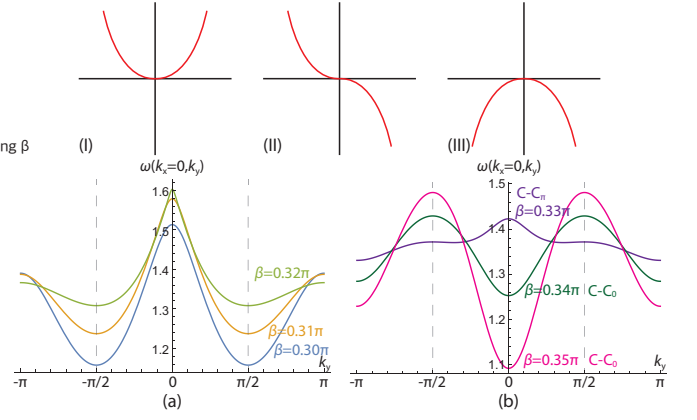 ng β
(I)
(II)
(III)
ω(kx=0,ky)
1.6
1.5
1.4
1.3
1.2
β=0.32π
β=0.31π
β=0.30π
ky
-π
-π/2
0
π/2
π
(a)
ω(kx=0,ky)
1.5
1.4
1.3
1.2
1.1
C-Cπ
β=0.33π
β=0.34π C-C0
β=0.35π C-C0
ky
-π
-π/2
0
π/2
π
(b)